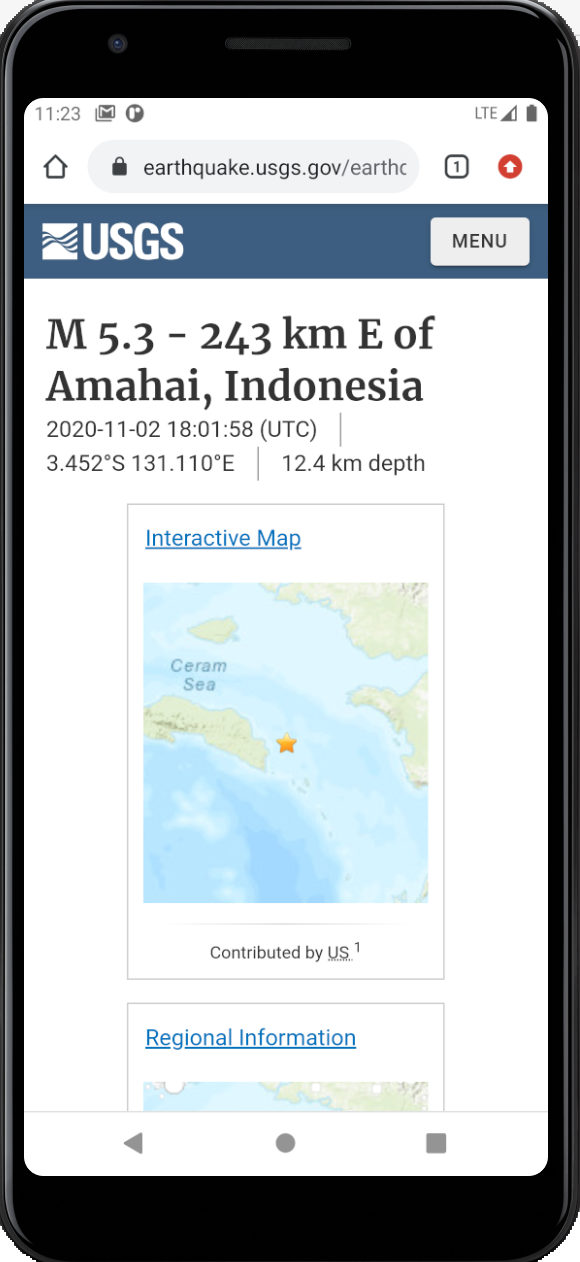 11:23
LTE
earthquake.usgs.gov/earthc
1
USGS
MENU
M 5.3 - 243 km E of
Amahai, Indonesia
2020-11-02 18:01:58 (UTC)
3.452°S 131.110°E
12.4 km depth
Interactive Map
Ceram
Sea
Contributed by US 1
Regional Information